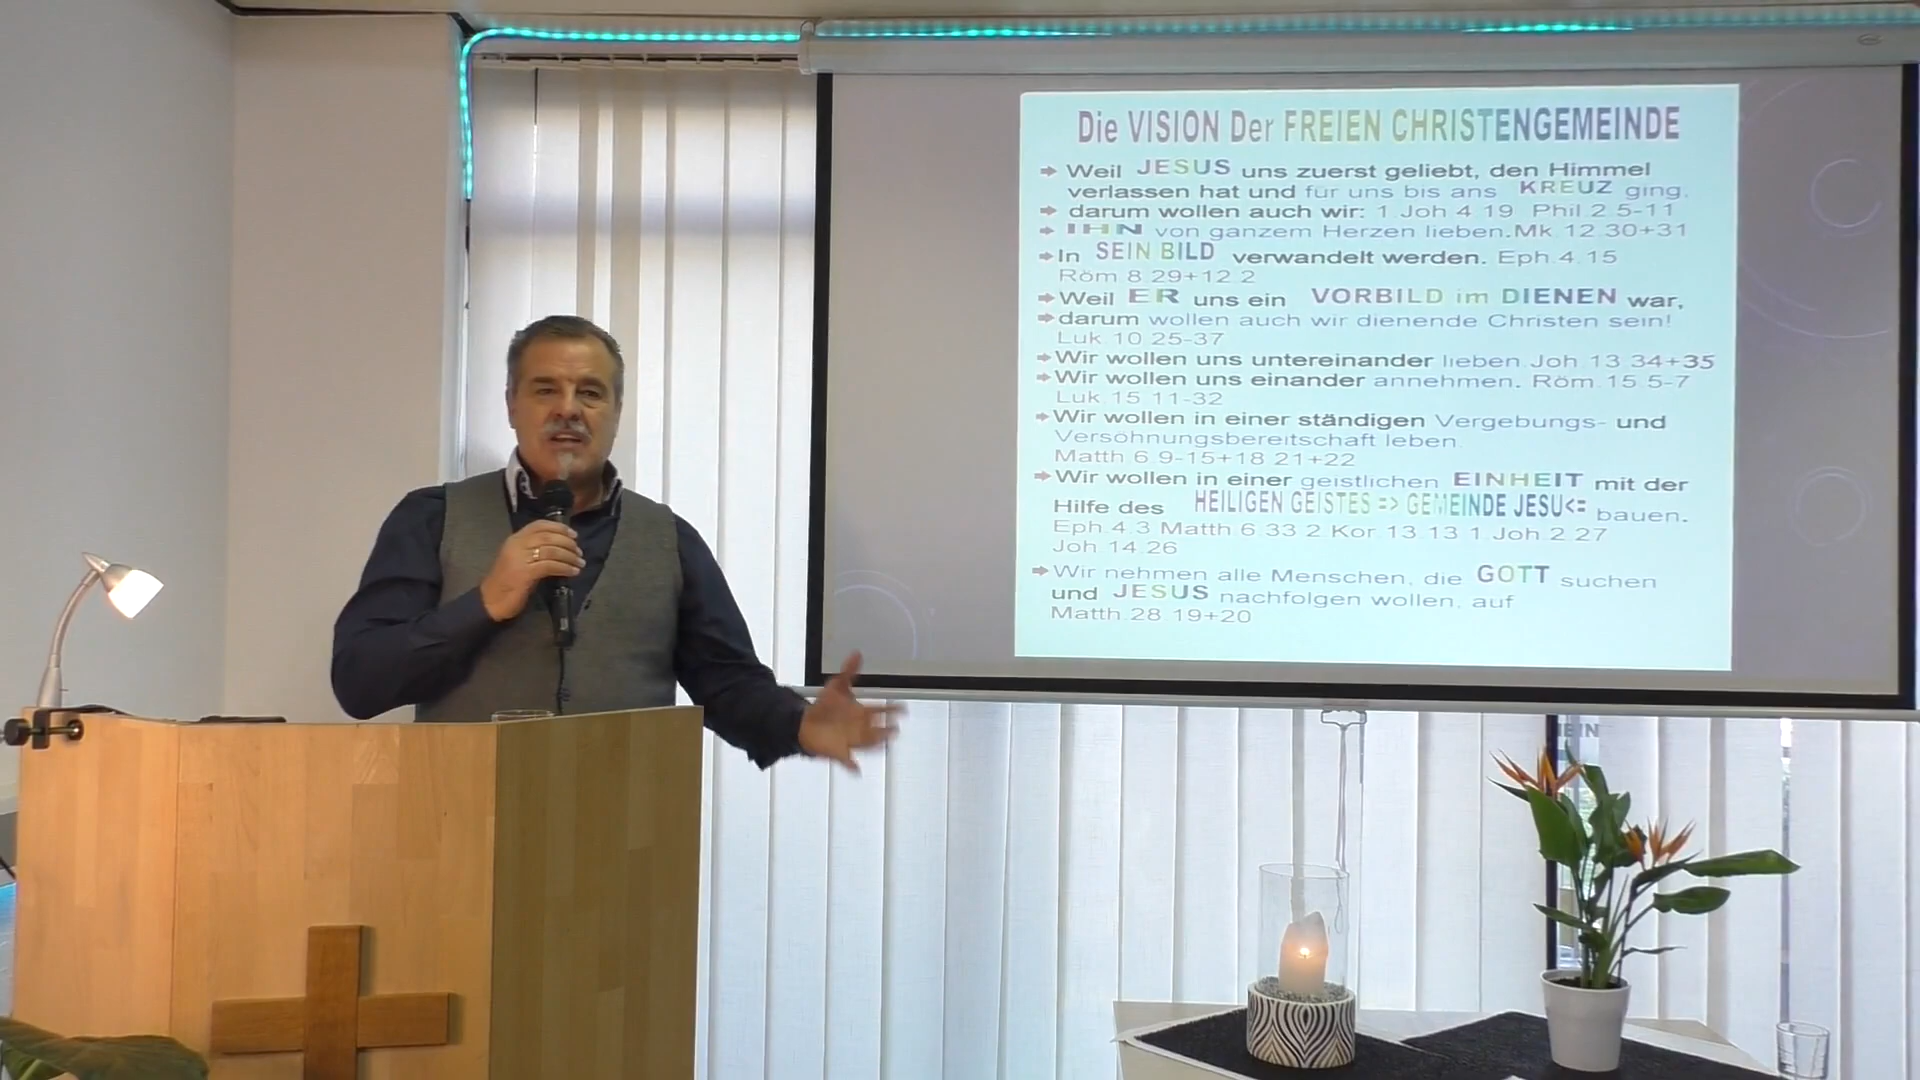 Die VISION Der FREIEN CHRISTENGEMEINDE
Weil JESUS uns zuerst geliebt, den Himmel
verlassen hat und für uns bis ans KREUZ ging.
darum wollen auch wir: 1.Joh 4.19 Phil 2.5-11
IHN von ganzem Herzen lieben.Mk.12.30+31
In SEIN BILD verwandelt werden. Eph.4.15
Röm 8.29+12.2
Weil ER uns ein VORBILD im DIENEN war,
darum wollen auch wir dienende Christen sein!
Luk.10.25-37
Wir wollen uns untereinander lieben.Joh.13.34+35
Wir wollen uns einander annehmen. Röm.15.5-7
Luk.15.11-32
Wir wollen in einer ständigen Vergebungs- und
Versöhnungsbereitschaft leben.
Matth.6.9-15+18.21+22
Wir wollen in einer geistlichen EINHEIT mit der
Hilfe des HEILIGEN GEISTES => GEMEINDE JESU<= bauen.
Eph.4.3 Matth.6.33 2.Kor.13.13 1.Joh.2.27
Joh.14.26
Wir nehmen alle Menschen, die GOTT suchen
und JESUS nachfolgen wollen, auf
Matth.28.19+20